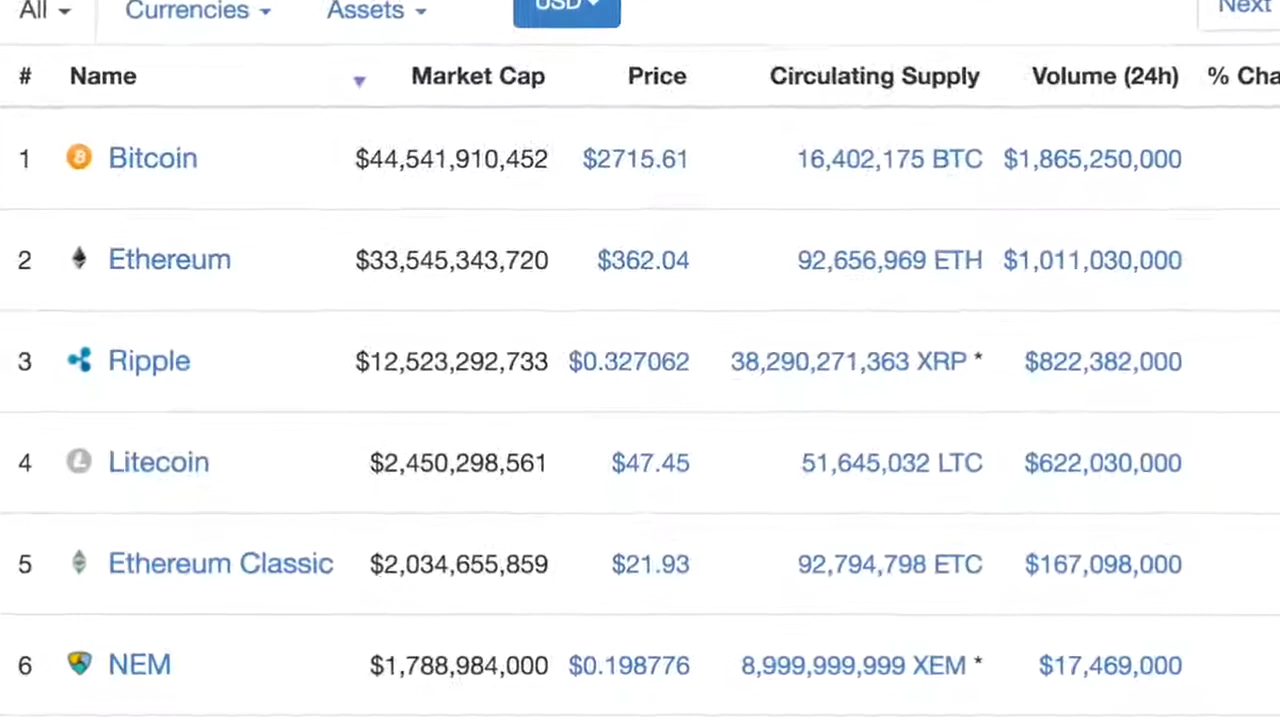 All Currencies Assets USD Next
# Name Market Cap Price Circulating Supply Volume (24h) % Cha
1 Bitcoin $44,541,910,452 $2715.61 16,402,175 BTC $1,865,250,000
2 Ethereum $33,545,343,720 $362.04 92,656,969 ETH $1,011,030,000
3 Ripple $12,523,292,733 $0.327062 38,290,271,363 XRP * $822,382,000
4 Litecoin $2,450,298,561 $47.45 51,645,032 LTC $622,030,000
5 Ethereum Classic $2,034,655,859 $21.93 92,794,798 ETC $167,098,000
6 NEM $1,788,984,000 $0.198776 8,999,999,999 XEM * $17,469,000